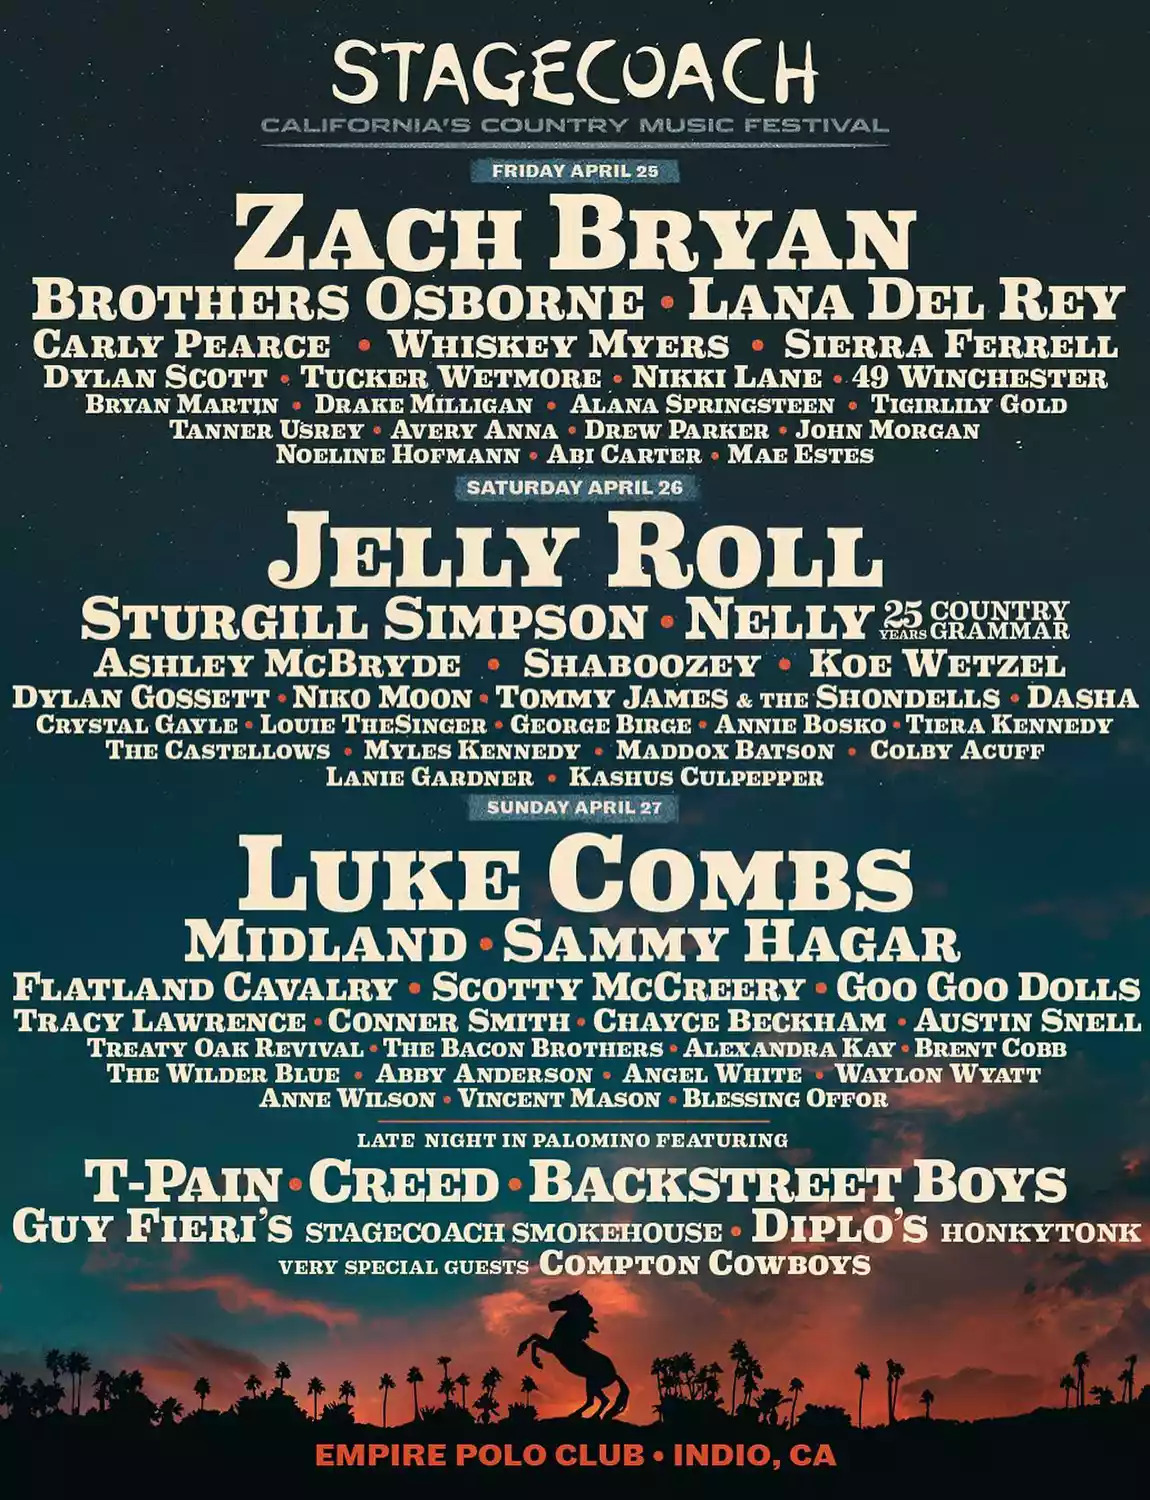 STAGECOACH
CALIFORNIA'S COUNTRY MUSIC FESTIVAL
FRIDAY APRIL 25
ZACH BRYAN
BROTHERS OSBORNE • LANA DEL REY
CARLY PEARCE • WHISKEY MYERS • SIERRA FERRELL
DYLAN SCOTT • TUCKER WETMORE • NIKKI LANE • 49 WINCHESTER
BRYAN MARTIN • DRAKE MILLIGAN • ALANA SPRINGSTEEN • TIGIRLILY GOLD
TANNER USREY • AVERY ANNA • DREW PARKER • JOHN MORGAN
NOELINE HOFMANN • ABI CARTER • MAE ESTES
SATURDAY APRIL 26
JELLY ROLL
STURGILL SIMPSON • NELLY 25 YEARS COUNTRY GRAMMAR
ASHLEY MCBRYDE • SHABOOZEY • KOE WETZEL
DYLAN GOSSETT • NIKO MOON • TOMMY JAMES & THE SHONDELLS • DASHA
CRYSTAL GAYLE • LOUIE THESINGER • GEORGE BIRGE • ANNIE BOSKO • TIERA KENNEDY
THE CASTELLOWS • MYLES KENNEDY • MADDOX BATSON • COLBY ACUFF
LANIE GARDNER • KASHUS CULPEPPER
SUNDAY APRIL 27
LUKE COMBS
MIDLAND • SAMMY HAGAR
FLATLAND CAVALRY • SCOTTY MCCREERY • GOO GOO DOLLS
TRACY LAWRENCE • CONNER SMITH • CHAYCE BECKHAM • AUSTIN SNELL
TREATY OAK REVIVAL • THE BACON BROTHERS • ALEXANDRA KAY • BRENT COBB
THE WILDER BLUE • ABBY ANDERSON • ANGEL WHITE • WAYLON WYATT
ANNE WILSON • VINCENT MASON • BLESSING OFFOR
LATE NIGHT IN PALOMINO FEATURING
T-PAIN • CREED • BACKSTREET BOYS
GUY FIERI'S STAGECOACH SMOKEHOUSE • DIPLO'S HONKYTONK
VERY SPECIAL GUESTS COMPTON COWBOYS
EMPIRE POLO CLUB • INDIO, CA